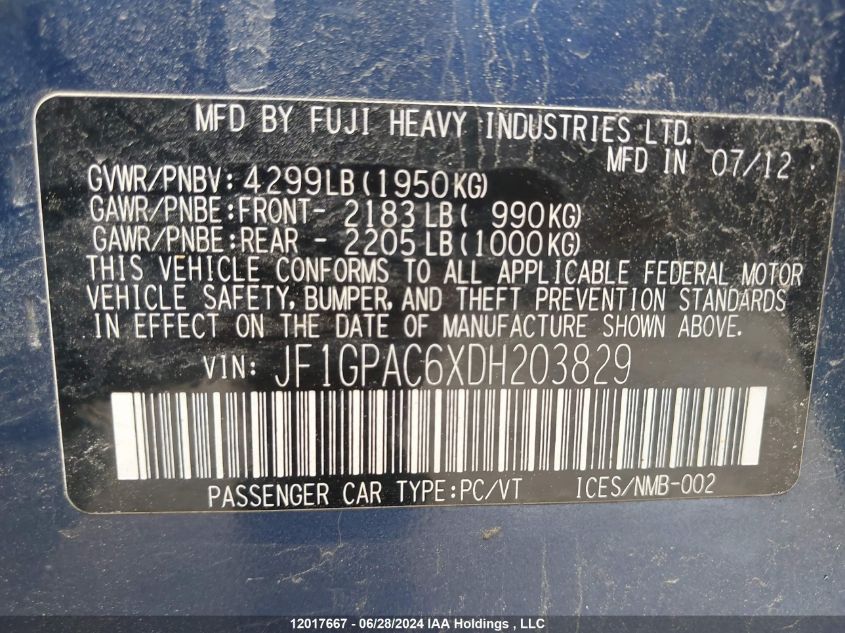 MFD BY FUJI HEAVY INDUSTRIES LTD.
MFD IN 07/12
GVWR/PNBV: 4299LB (1950KG)
GAWR/PNBE:FRONT- 2183 LB ( 990KG)
GAWR/PNBE:REAR - 2205 LB (1000KG)
THIS VEHICLE CONFORMS TO ALL APPLICABLE FEDERAL MOTOR
VEHICLE SAFETY, BUMPER, AND THEFT PREVENTION STANDARDS
IN EFFECT ON THE DATE OF MANUFACTURE SHOWN ABOVE.
VIN: JF1GPAC6XDH203829
PASSENGER CAR TYPE:PC/VT ICES/NMB-002
12017667 - 06/28/2024 IAA Holdings , LLC